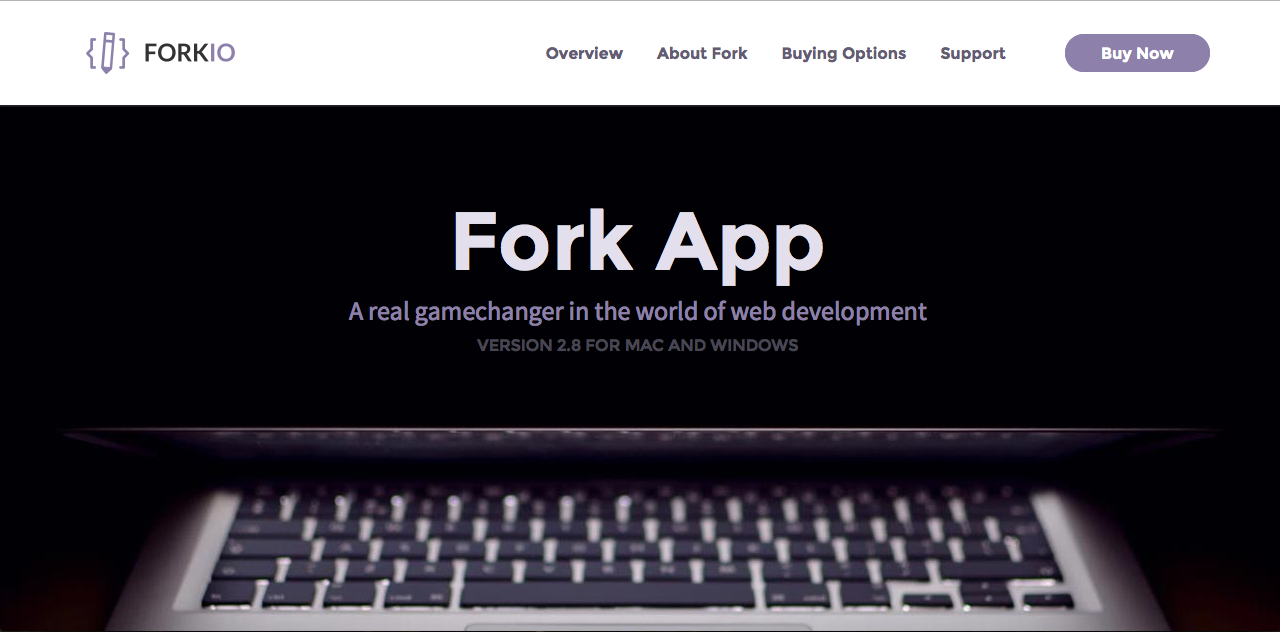 FORKIO
Overview
About Fork
Buying Options
Support
Buy Now
Fork App
A real gamechanger in the world of web development
VERSION 2.8 FOR MAC AND WINDOWS